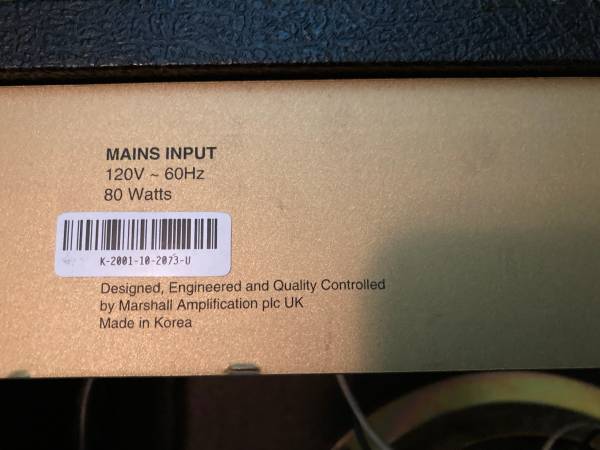 MAINS INPUT
120V ~ 60Hz
80 Watts
K-2001-10-2073-U
Designed, Engineered and Quality Controlled
by Marshall Amplification plc UK
Made in Korea